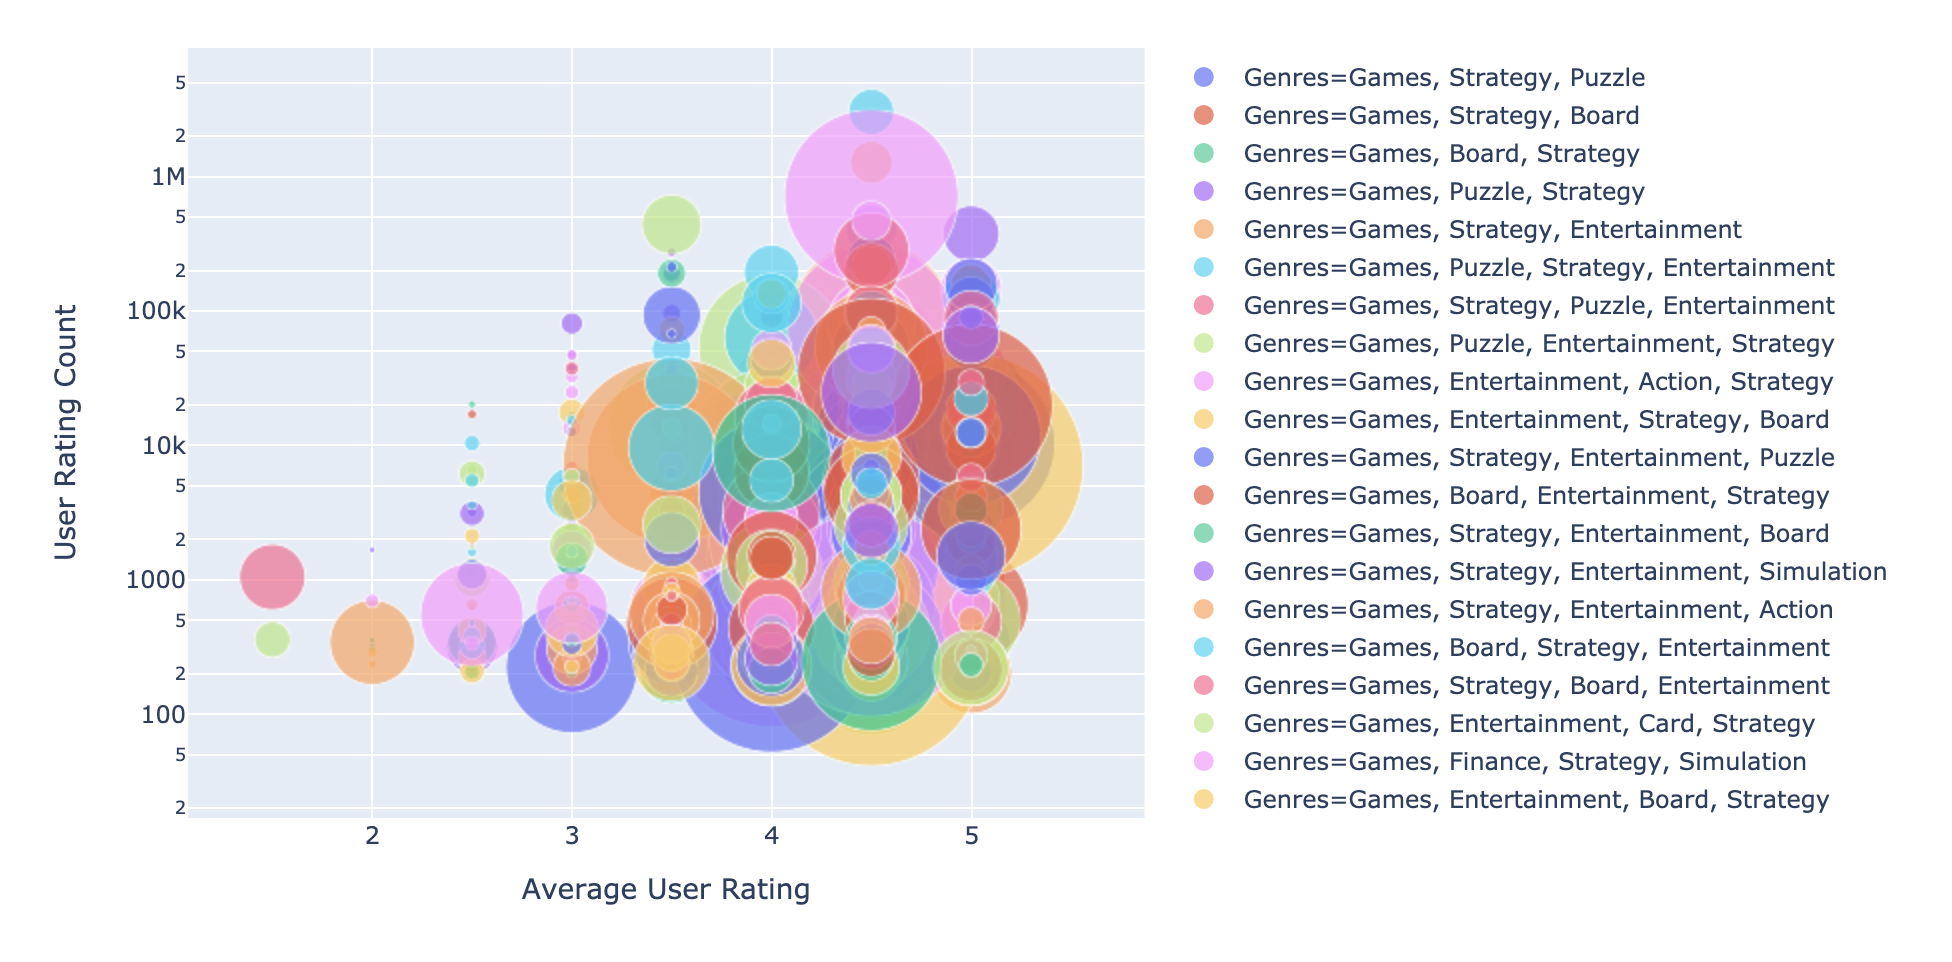 5
2
1M
5
2
100k
5
2
10k
5
2
1000
5
2
100
5
2
User Rating Count
2 3 4 5
Average User Rating
Genres=Games, Strategy, Puzzle
Genres=Games, Strategy, Board
Genres=Games, Board, Strategy
Genres=Games, Puzzle, Strategy
Genres=Games, Strategy, Entertainment
Genres=Games, Puzzle, Strategy, Entertainment
Genres=Games, Strategy, Puzzle, Entertainment
Genres=Games, Puzzle, Entertainment, Strategy
Genres=Games, Entertainment, Action, Strategy
Genres=Games, Entertainment, Strategy, Board
Genres=Games, Strategy, Entertainment, Puzzle
Genres=Games, Board, Entertainment, Strategy
Genres=Games, Strategy, Entertainment, Board
Genres=Games, Strategy, Entertainment, Simulation
Genres=Games, Strategy, Entertainment, Action
Genres=Games, Board, Strategy, Entertainment
Genres=Games, Strategy, Board, Entertainment
Genres=Games, Entertainment, Card, Strategy
Genres=Games, Finance, Strategy, Simulation
Genres=Games, Entertainment, Board, Strategy